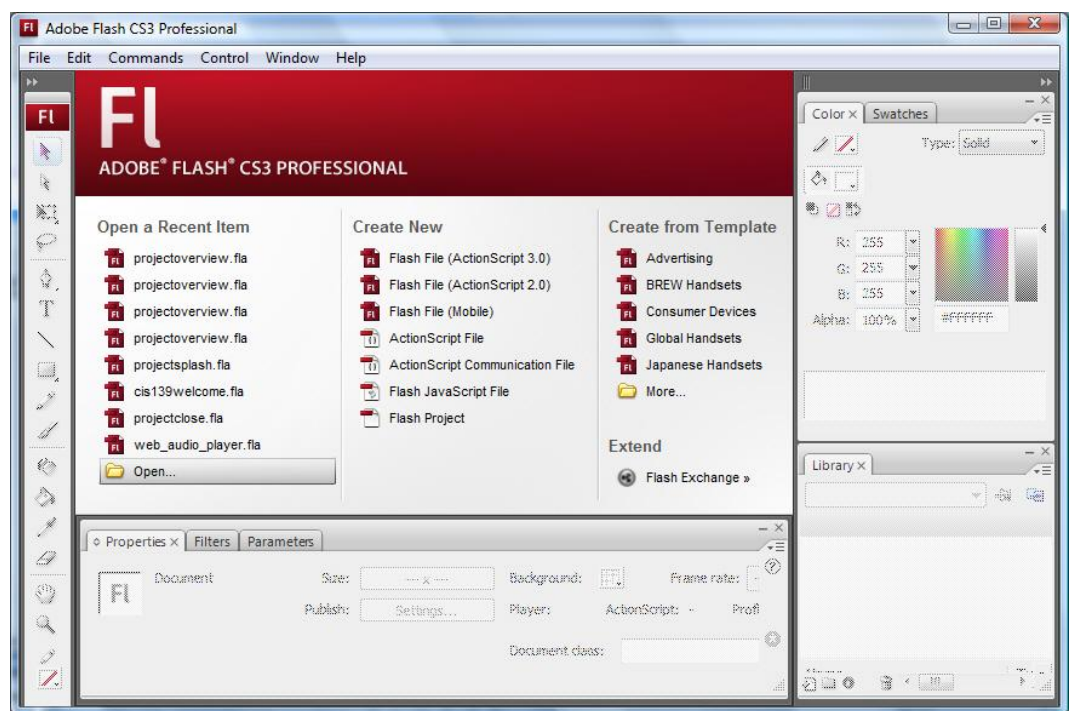 Adobe Flash CS3 Professional
File Edit Commands Control Window Help
Fl
Fl
ADOBE® FLASH® CS3 PROFESSIONAL
Open a Recent Item
projectoverview.fla
projectoverview.fla
projectoverview.fla
projectoverview.fla
projectsplash.fla
cis139welcome.fla
projectclose.fla
web_audio_player.fla
Open...
Create New
Flash File (ActionScript 3.0)
Flash File (ActionScript 2.0)
Flash File (Mobile)
ActionScript File
ActionScript Communication File
Flash JavaScript File
Flash Project
Create from Template
Advertising
BREW Handsets
Consumer Devices
Global Handsets
Japanese Handsets
More...
Extend
Flash Exchange »
Color Swatches
Type: Solid
R: 255
G: 255
B: 255
Alpha: 100% #FFFFFF
Library
Properties Filters Parameters
Fl
Document Size: --- x --- Background: Frame rate:
Publish: Settings... Player: ActionScript: - Profi
Document class: